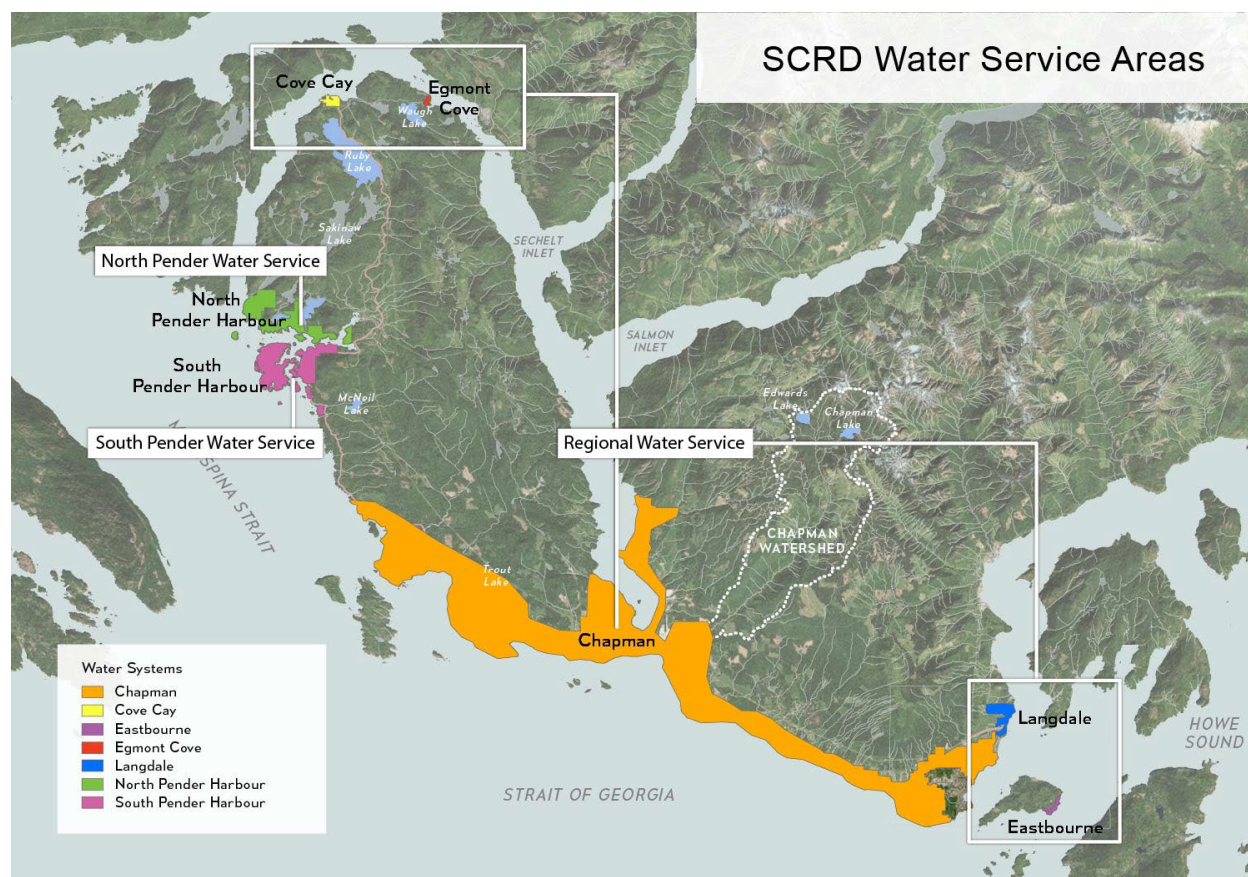 SCRD Water Service Areas
Cove Cay
Egmont
Cove
Waugh
Lake
Ruby
Lake
Sakinaw
Lake
SECHELT
INLET
North Pender Water Service
North
Pender Harbour
SALMON
INLET
South
Pender Harbour
McNeil
Lake
Edwards
Lake
Chapman
Lake
South Pender Water Service
Regional Water Service
SPINA STRAIT
CHAPMAN
WATERSHED
Trout
Lake
Chapman
Water Systems
Chapman
Cove Cay
Eastbourne
Egmont Cove
Langdale
North Pender Harbour
South Pender Harbour
Langdale
HOWE
SOUND
STRAIT OF GEORGIA
Eastbourne